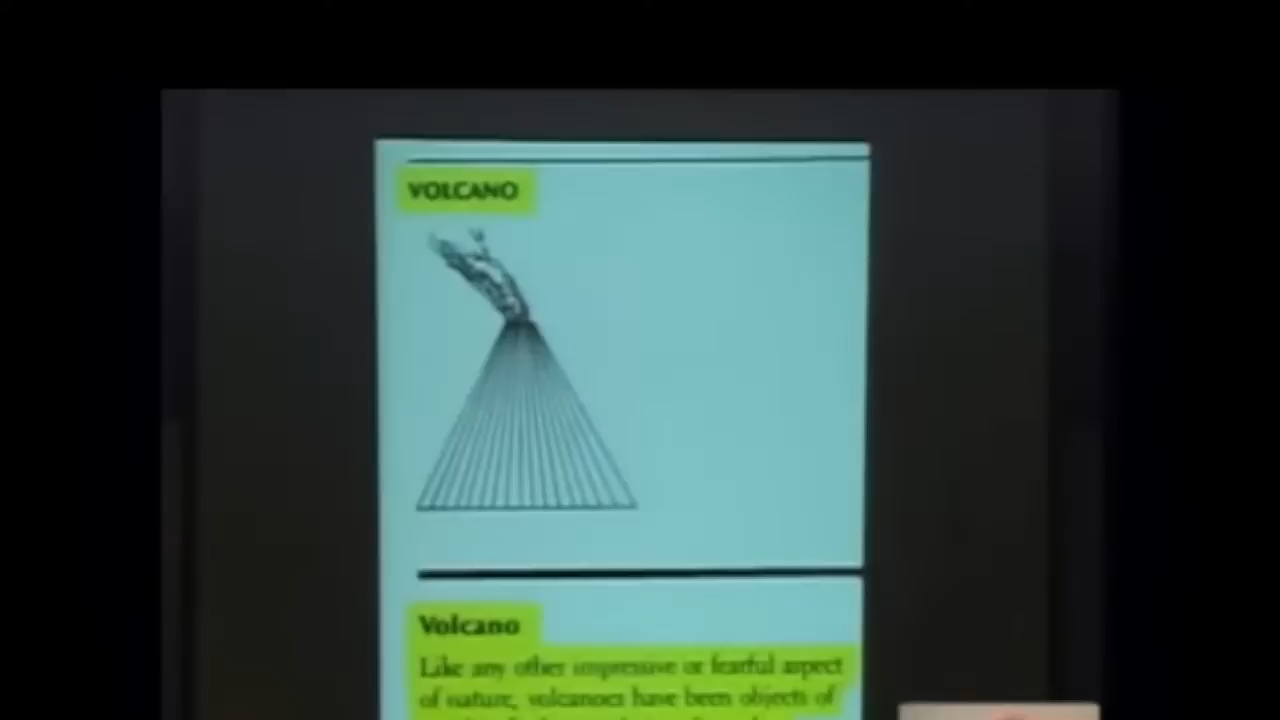 VOLCANO
Volcano
Like any other impressive or fearful aspect
of nature, volcanoes have been objects of